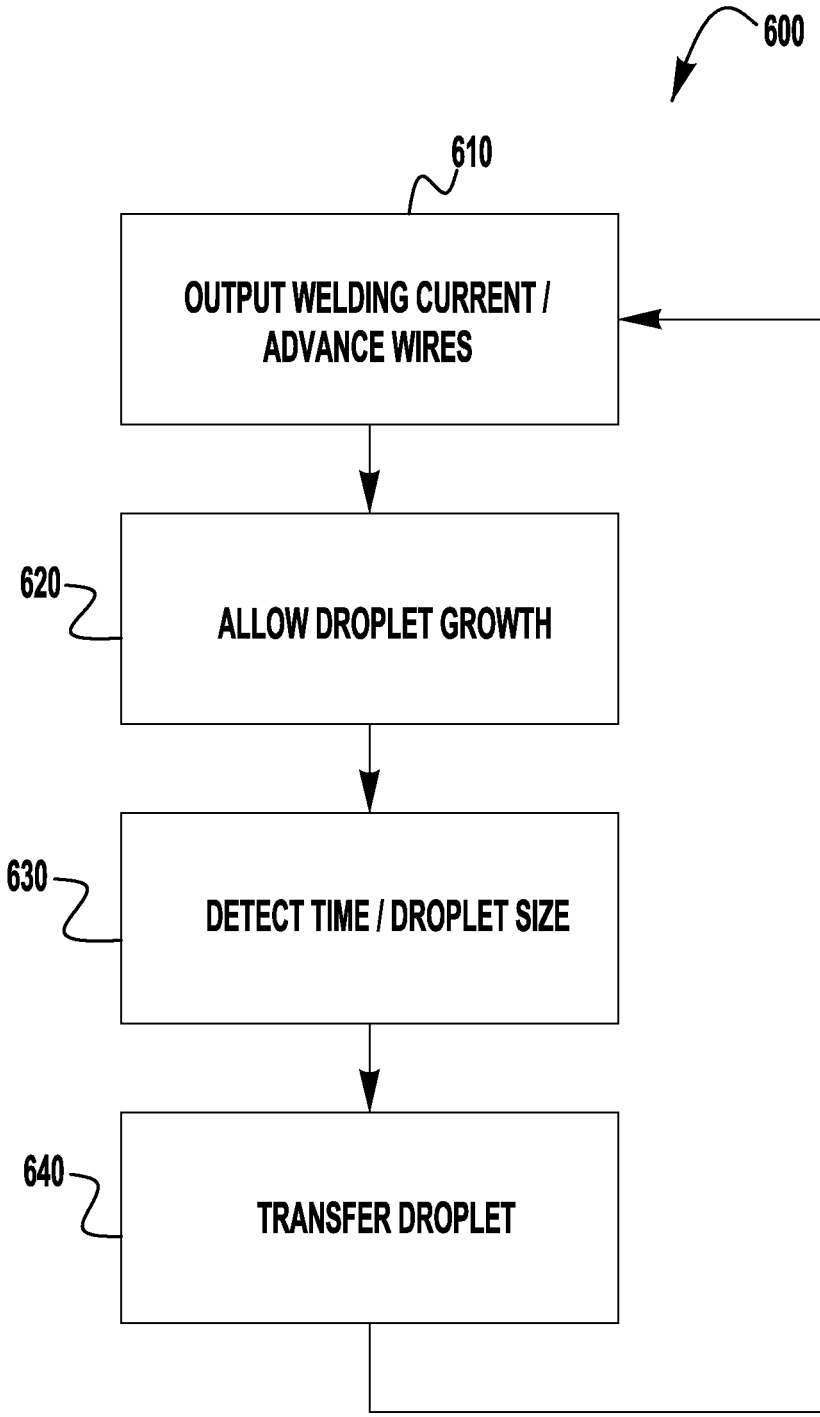 600
610
OUTPUT WELDING CURRENT /
ADVANCE WIRES
620
ALLOW DROPLET GROWTH
630
DETECT TIME / DROPLET SIZE
640
TRANSFER DROPLET